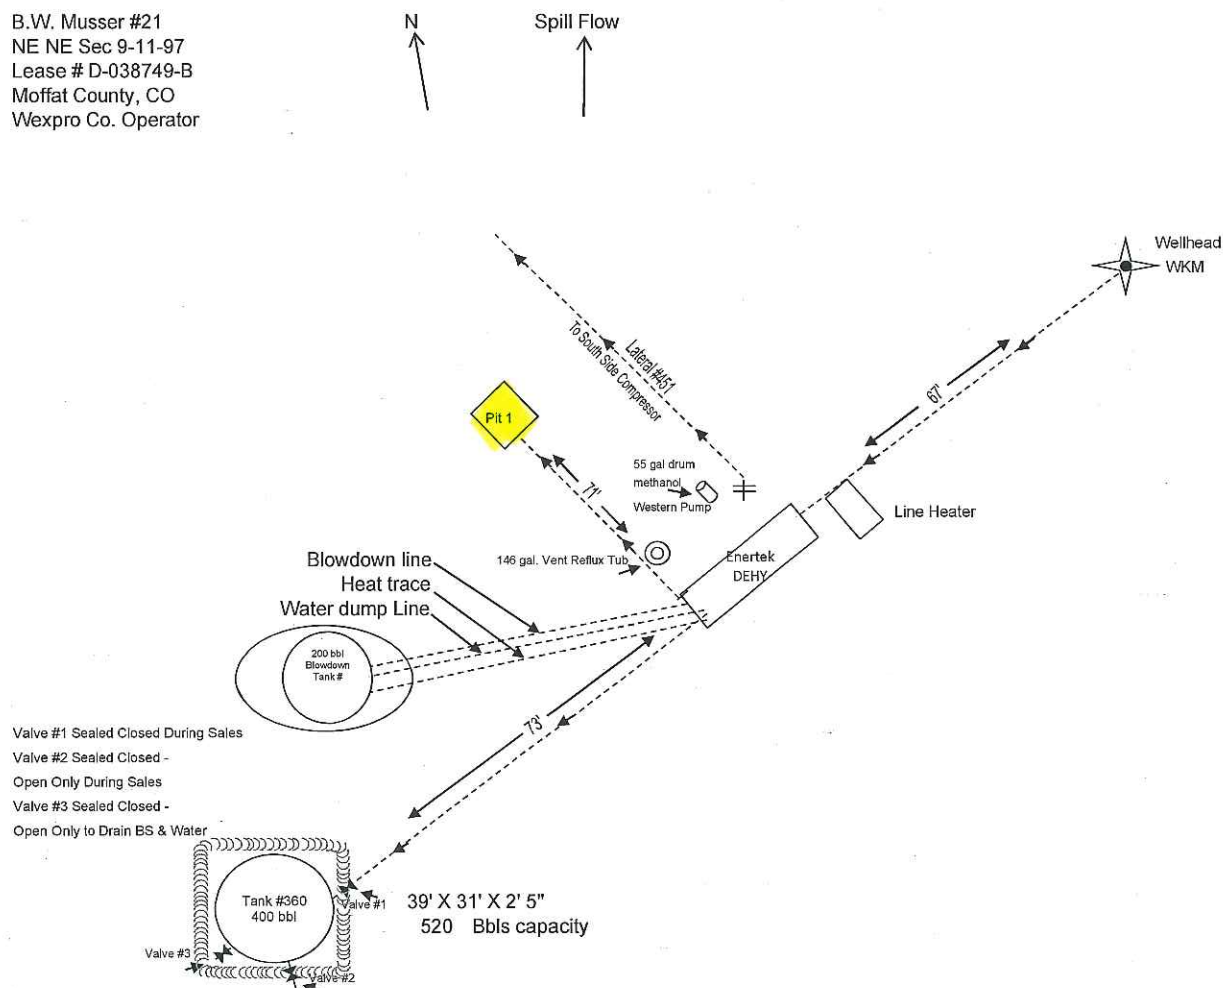 B.W. Musser #21
NE NE Sec 9-11-97
Lease # D-038749-B
Moffat County, CO
Wexpro Co. Operator
N
Spill Flow
Wellhead
WKM
Lateral #451
To South Side Compressor
67'
Pit 1
71'
55 gal drum
methanol
Western Pump
Line Heater
146 gal. Vent Reflux Tub
Enertek
DEHY
Blowdown line
Heat trace
Water dump Line
200 bbl
Blowdown
Tank #
73'
Valve #1 Sealed Closed During Sales
Valve #2 Sealed Closed -
Open Only During Sales
Valve #3 Sealed Closed -
Open Only to Drain BS & Water
Tank #360
400 bbl
Valve #1
39' X 31' X 2' 5"
520 Bbls capacity
Valve #3
Valve #2